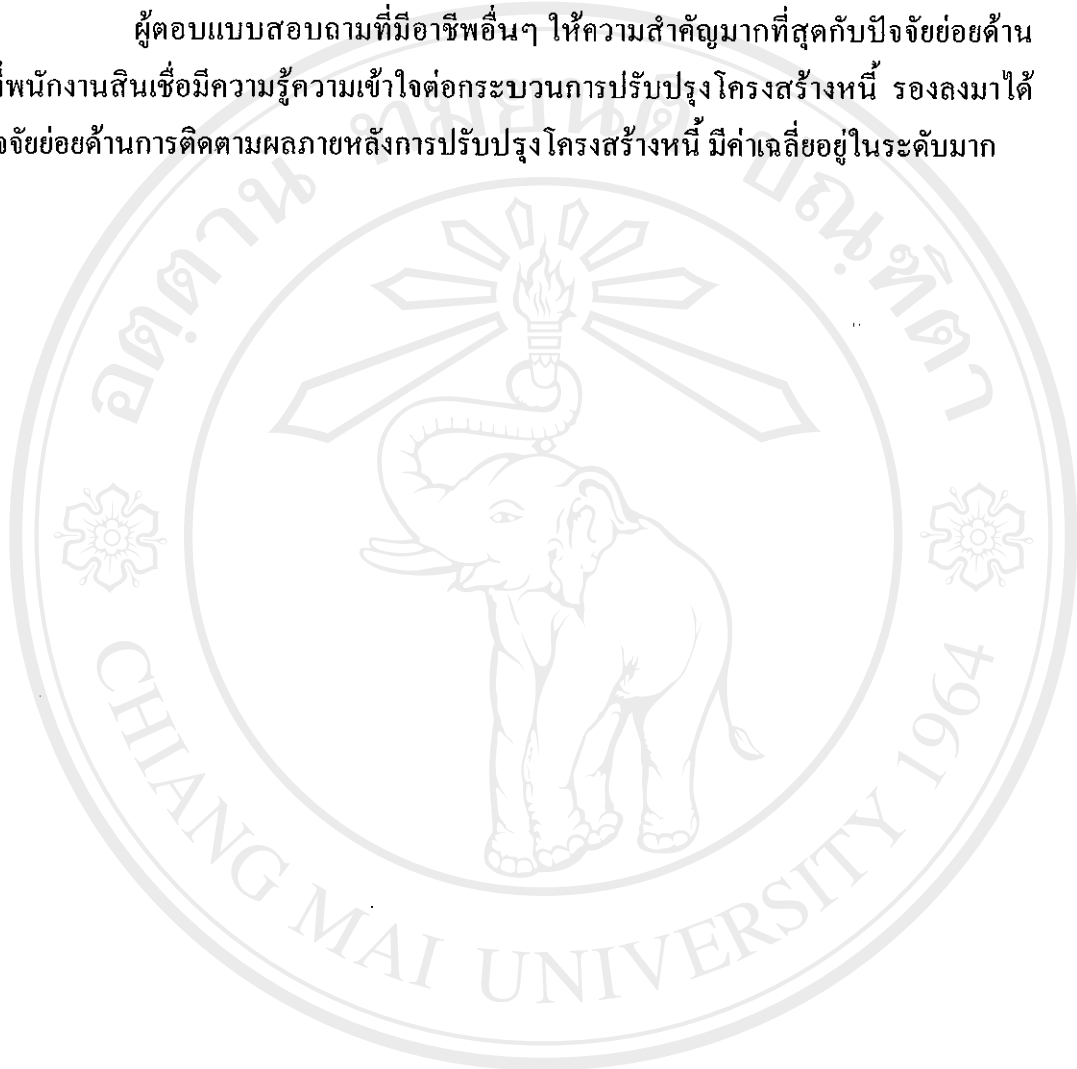 ผู้ตอบแบบสอบถามที่มีอาชีพอื่นๆ ให้ความสำคัญมากที่สุดกับปัจจัยย่อยด้าน
พนักงานสินเชื่อมีความรู้ความเข้าใจต่อกระบวนการปรับปรุงโครงสร้างหนี้ รองลงมาได้
จจัยย่อยด้านการติดตามผลภายหลังการปรับปรุงโครงสร้างหนี้ มีค่าเฉลี่ยอยู่ในระดับมาก
CHIANG MAI UNIVERSITY 1964